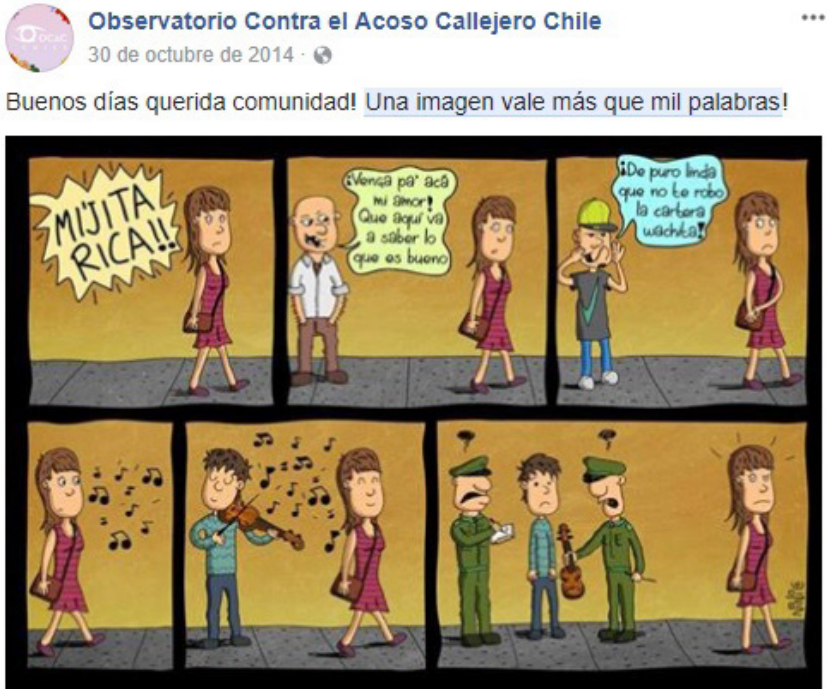 Observatorio Contra el Acoso Callejero Chile
30 de octubre de 2014 ·
Buenos días querida comunidad! Una imagen vale más que mil palabras!
MIJITA
RICA!!
¡Venga pa' acá
mi amor!
Que aquí va
a saber lo
que es bueno
¡De puro linda
que no te robo
la cartera
wachita!